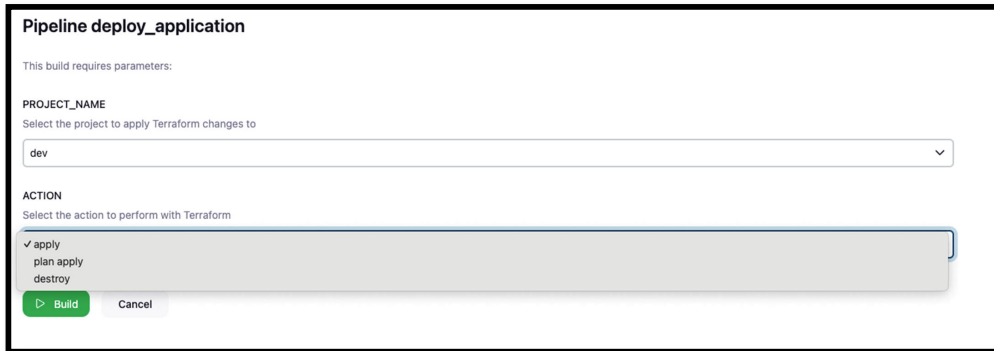 Pipeline deploy_application
This build requires parameters:
PROJECT_NAME
Select the project to apply Terraform changes to
dev
ACTION
Select the action to perform with Terraform
✓ apply
plan apply
destroy
Build Cancel